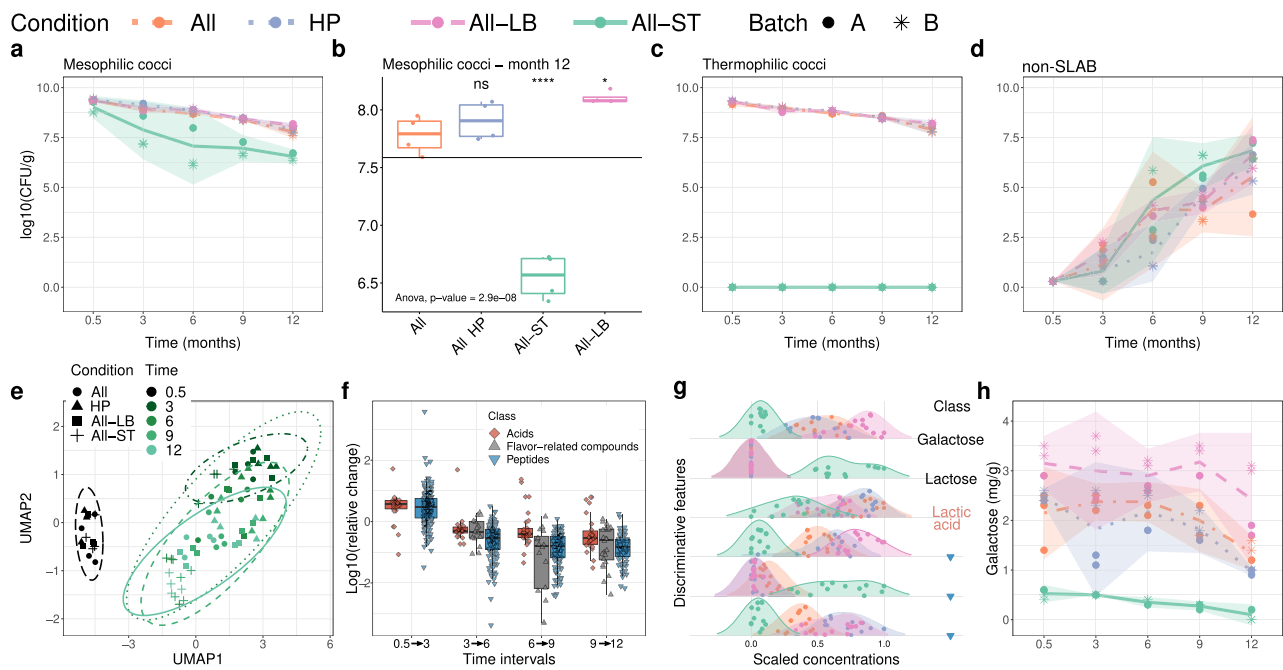 Condition All HP All−LB All−ST Batch A B
a b c d
Mesophilic cocci
log10(CFU/g)
10.0
7.5
5.0
2.5
0.0
0.5 3 6 9 12
Time (months)
Mesophilic cocci − month 12
ns **** *
8.0
7.5
7.0
6.5
Anova, p−value = 2.9e−08
All All HP All−ST All−LB
Thermophilic cocci
10.0
7.5
5.0
2.5
0.0
0.5 3 6 9 12
Time (months)
non−SLAB
10.0
7.5
5.0
2.5
0.0
0.5 3 6 9 12
Time (months)
e f g h
Condition Time
All 0.5
HP 3
All−LB 6
All−ST 9
12
UMAP2
2
1
0
−1
−2
−3 0 3 6
UMAP1
Class
Acids
Flavor−related compounds
Peptides
Log10(relative change)
2
0
−2
0.5 3 3 6 6 9 9 12
Time intervals
Discriminative features
Class
Galactose
Lactose
Lactic
acid
0.0 0.5 1.0
Scaled concentrations
Galactose (mg/g)
4
3
2
1
0
0.5 3 6 9 12
Time (months)